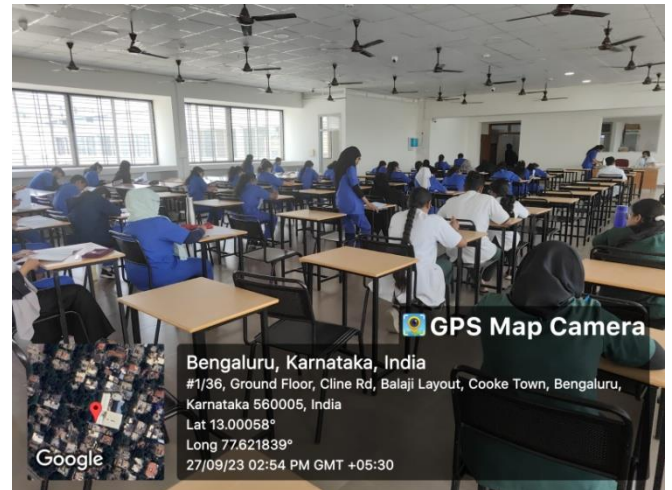 GPS Map Camera
Bengaluru, Karnataka, India
#1/36, Ground Floor, Cline Rd, Balaji Layout, Cooke Town, Bengaluru,
Karnataka 560005, India
Lat 13.00058°
Long 77.621839°
27/09/23 02:54 PM GMT +05:30
Google